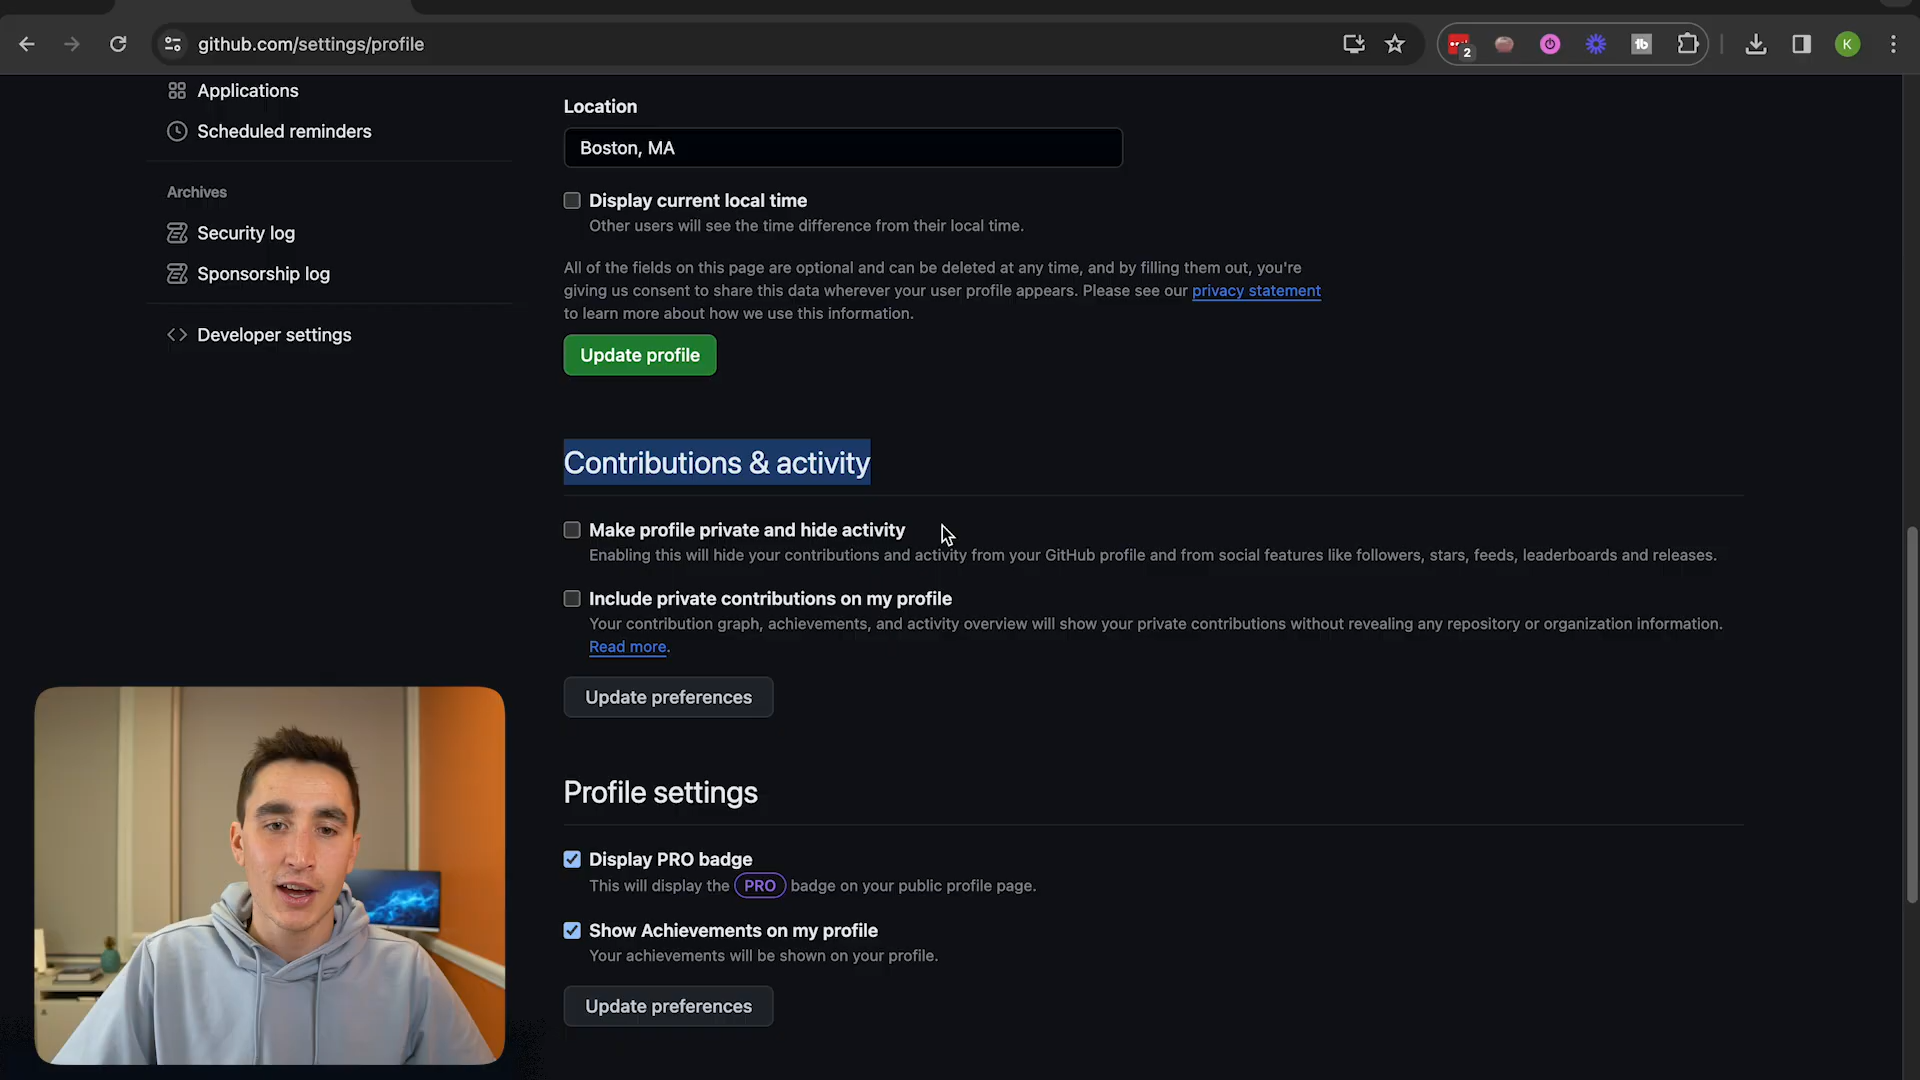 github.com/settings/profile
2
tb
K
Applications
Scheduled reminders
Archives
Security log
Sponsorship log
Developer settings
Location
Boston, MA
Display current local time
Other users will see the time difference from their local time.
All of the fields on this page are optional and can be deleted at any time, and by filling them out, you're
giving us consent to share this data wherever your user profile appears. Please see our privacy statement
to learn more about how we use this information.
Update profile
Contributions & activity
Make profile private and hide activity
Enabling this will hide your contributions and activity from your GitHub profile and from social features like followers, stars, feeds, leaderboards and releases.
Include private contributions on my profile
Your contribution graph, achievements, and activity overview will show your private contributions without revealing any repository or organization information.
Read more.
Update preferences
Profile settings
Display PRO badge
This will display the PRO badge on your public profile page.
Show Achievements on my profile
Your achievements will be shown on your profile.
Update preferences